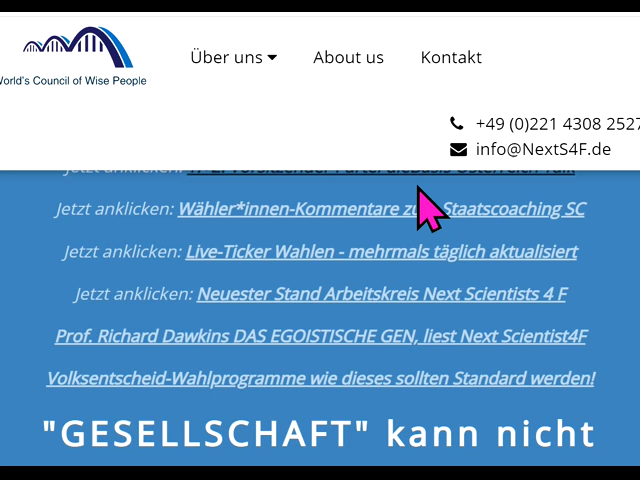 World's Council of Wise People
Über uns
About us
Kontakt
+49 (0)221 4308 2527
info@NextS4F.de
Jetzt anklicken: Wähler*innen-Kommentare Staatscoaching SC
Jetzt anklicken: Live-Ticker Wahlen - mehrmals täglich aktualisiert
Jetzt anklicken: Neuester Stand Arbeitskreis Next Scientists 4 F
Prof. Richard Dawkins DAS EGOISTISCHE GEN, liest Next Scientist4F
Volksentscheid-Wahlprogramme wie dieses sollten Standard werden!
"GESELLSCHAFT" kann nicht